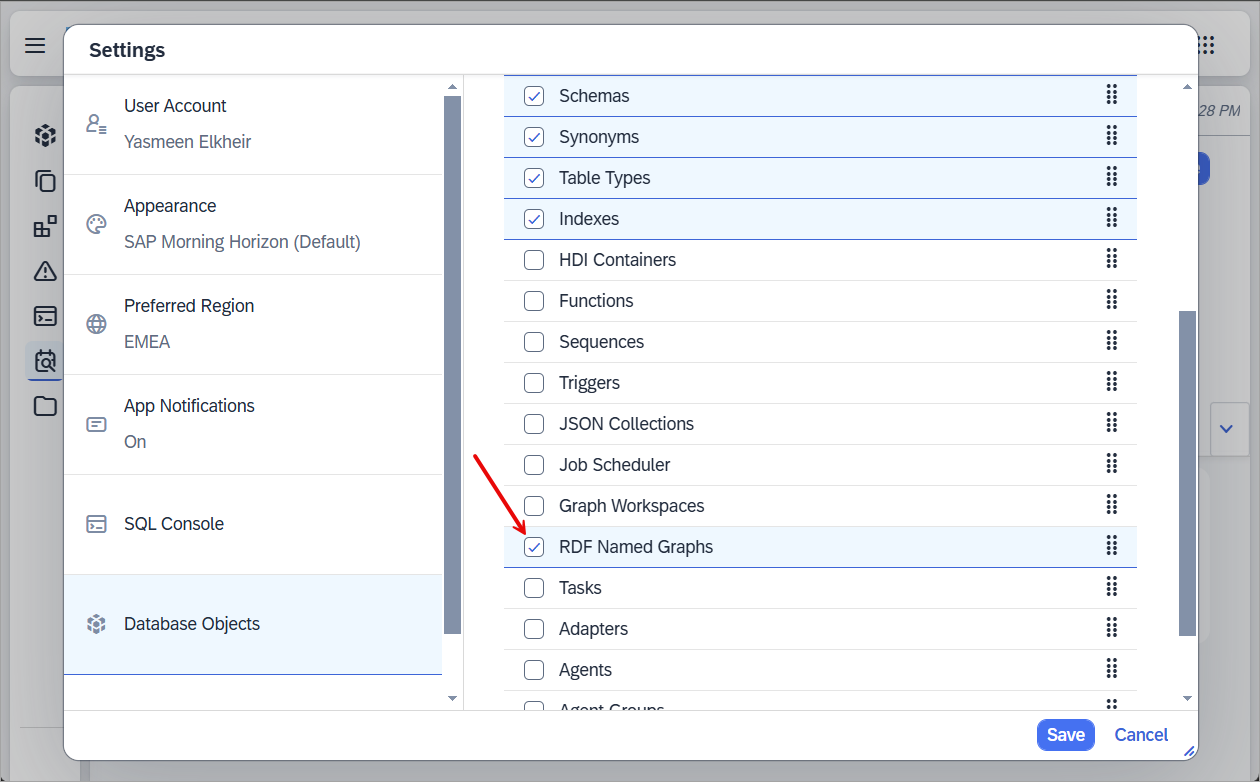 Settings
User Account
Yasmeen Elkheir
Appearance
SAP Morning Horizon (Default)
Preferred Region
EMEA
App Notifications
On
SQL Console
Database Objects
Schemas
Synonyms
Table Types
Indexes
HDI Containers
Functions
Sequences
Triggers
JSON Collections
Job Scheduler
Graph Workspaces
RDF Named Graphs
Tasks
Adapters
Agents
Agent Groups
28 PM
Save
Cancel